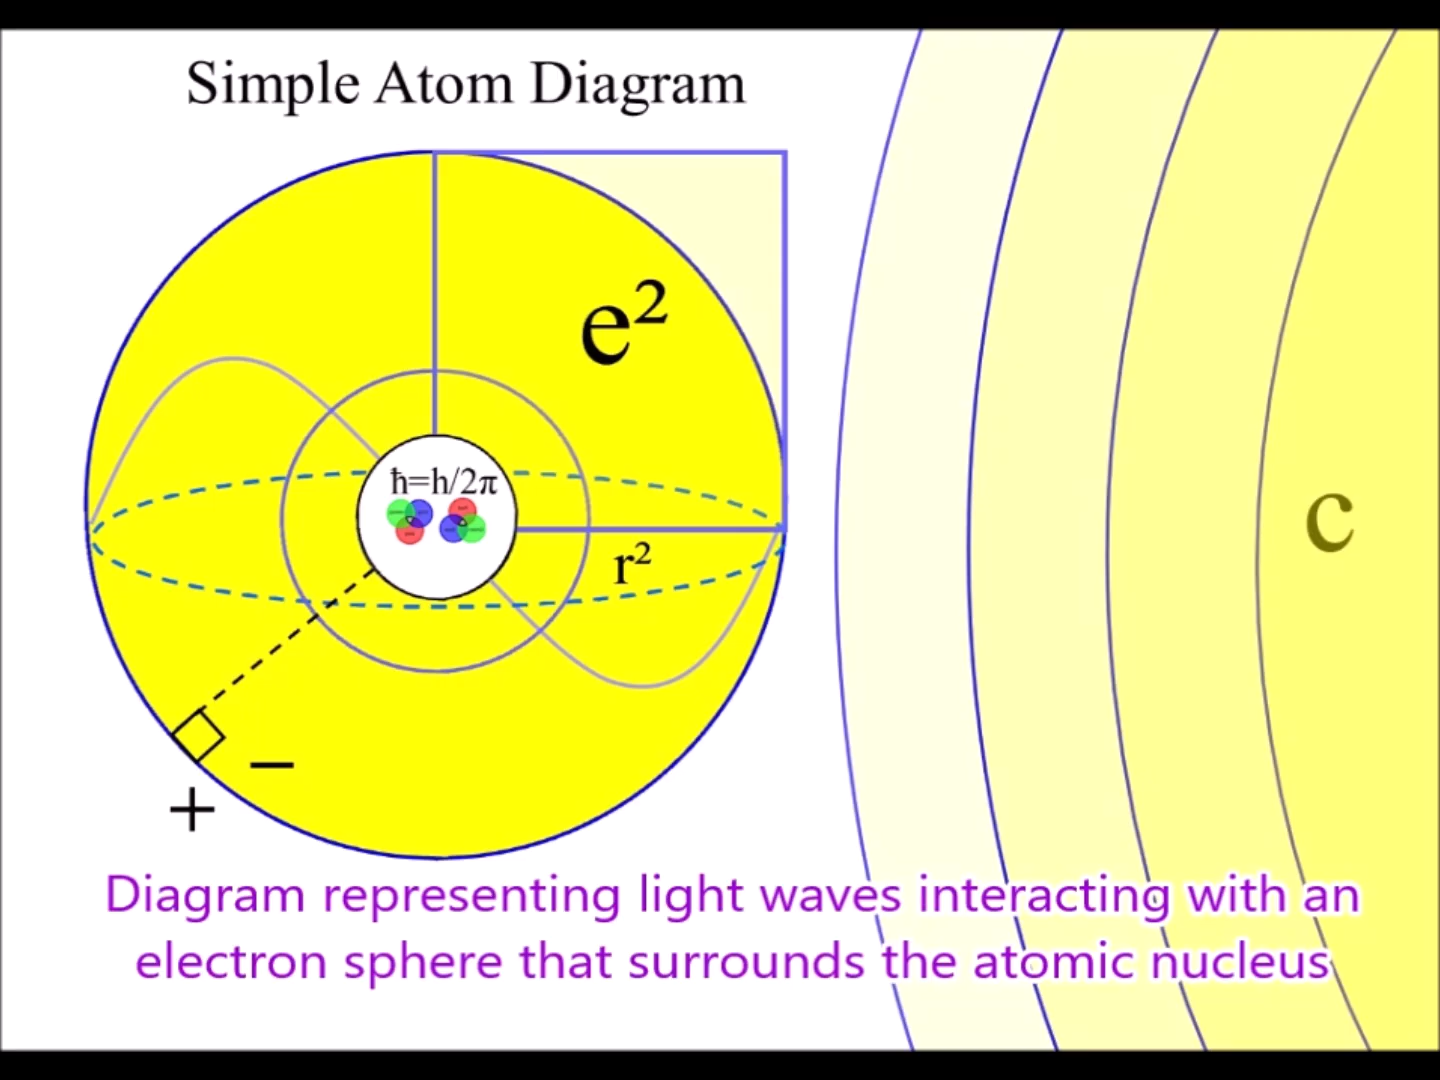 Simple Atom Diagram
e²
ħ=h/2π
r²
c
−
+
Diagram representing light waves interacting with an
electron sphere that surrounds the atomic nucleus